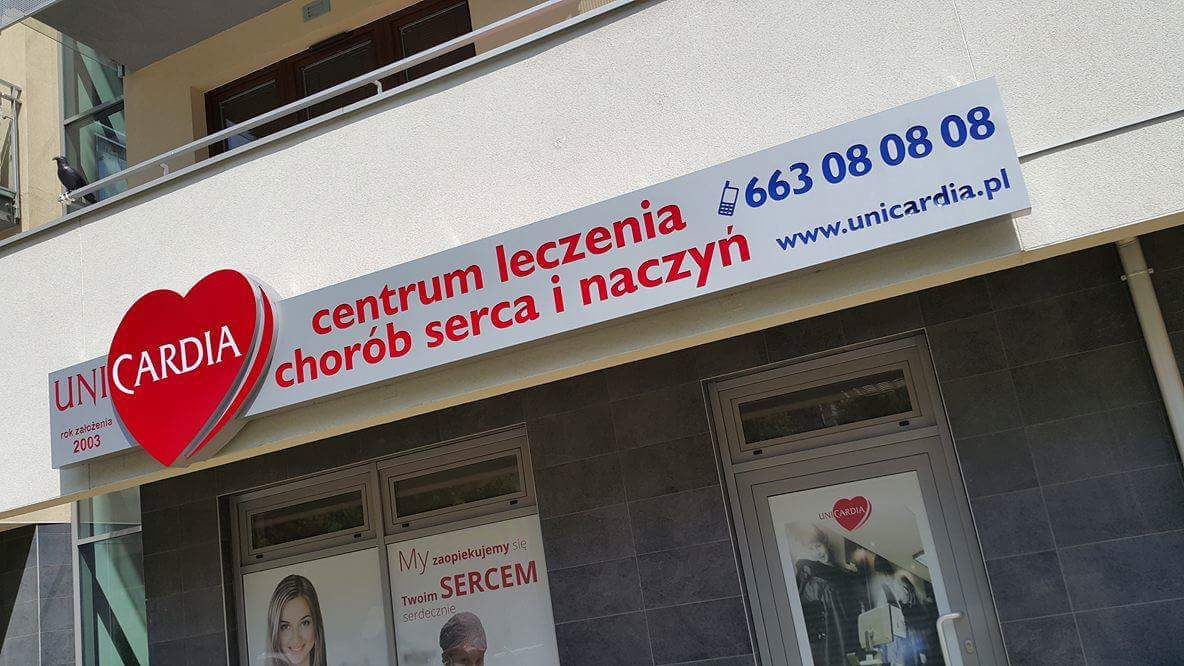 UNICARDIA
rok założenia
2003
centrum leczenia
chorób serca i naczyń
663 08 08 08
www.unicardia.pl
My zaopiekujemy się
Twoim SERCEM
serdecznie
UNICARDIA